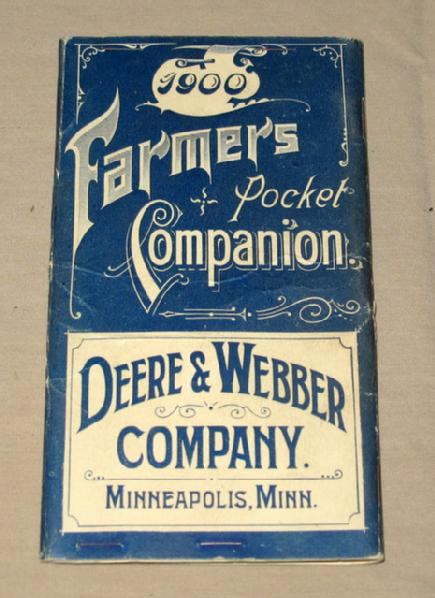 1900
Farmers
Pocket
Companion.
DEERE & WEBBER
COMPANY.
MINNEAPOLIS, MINN.